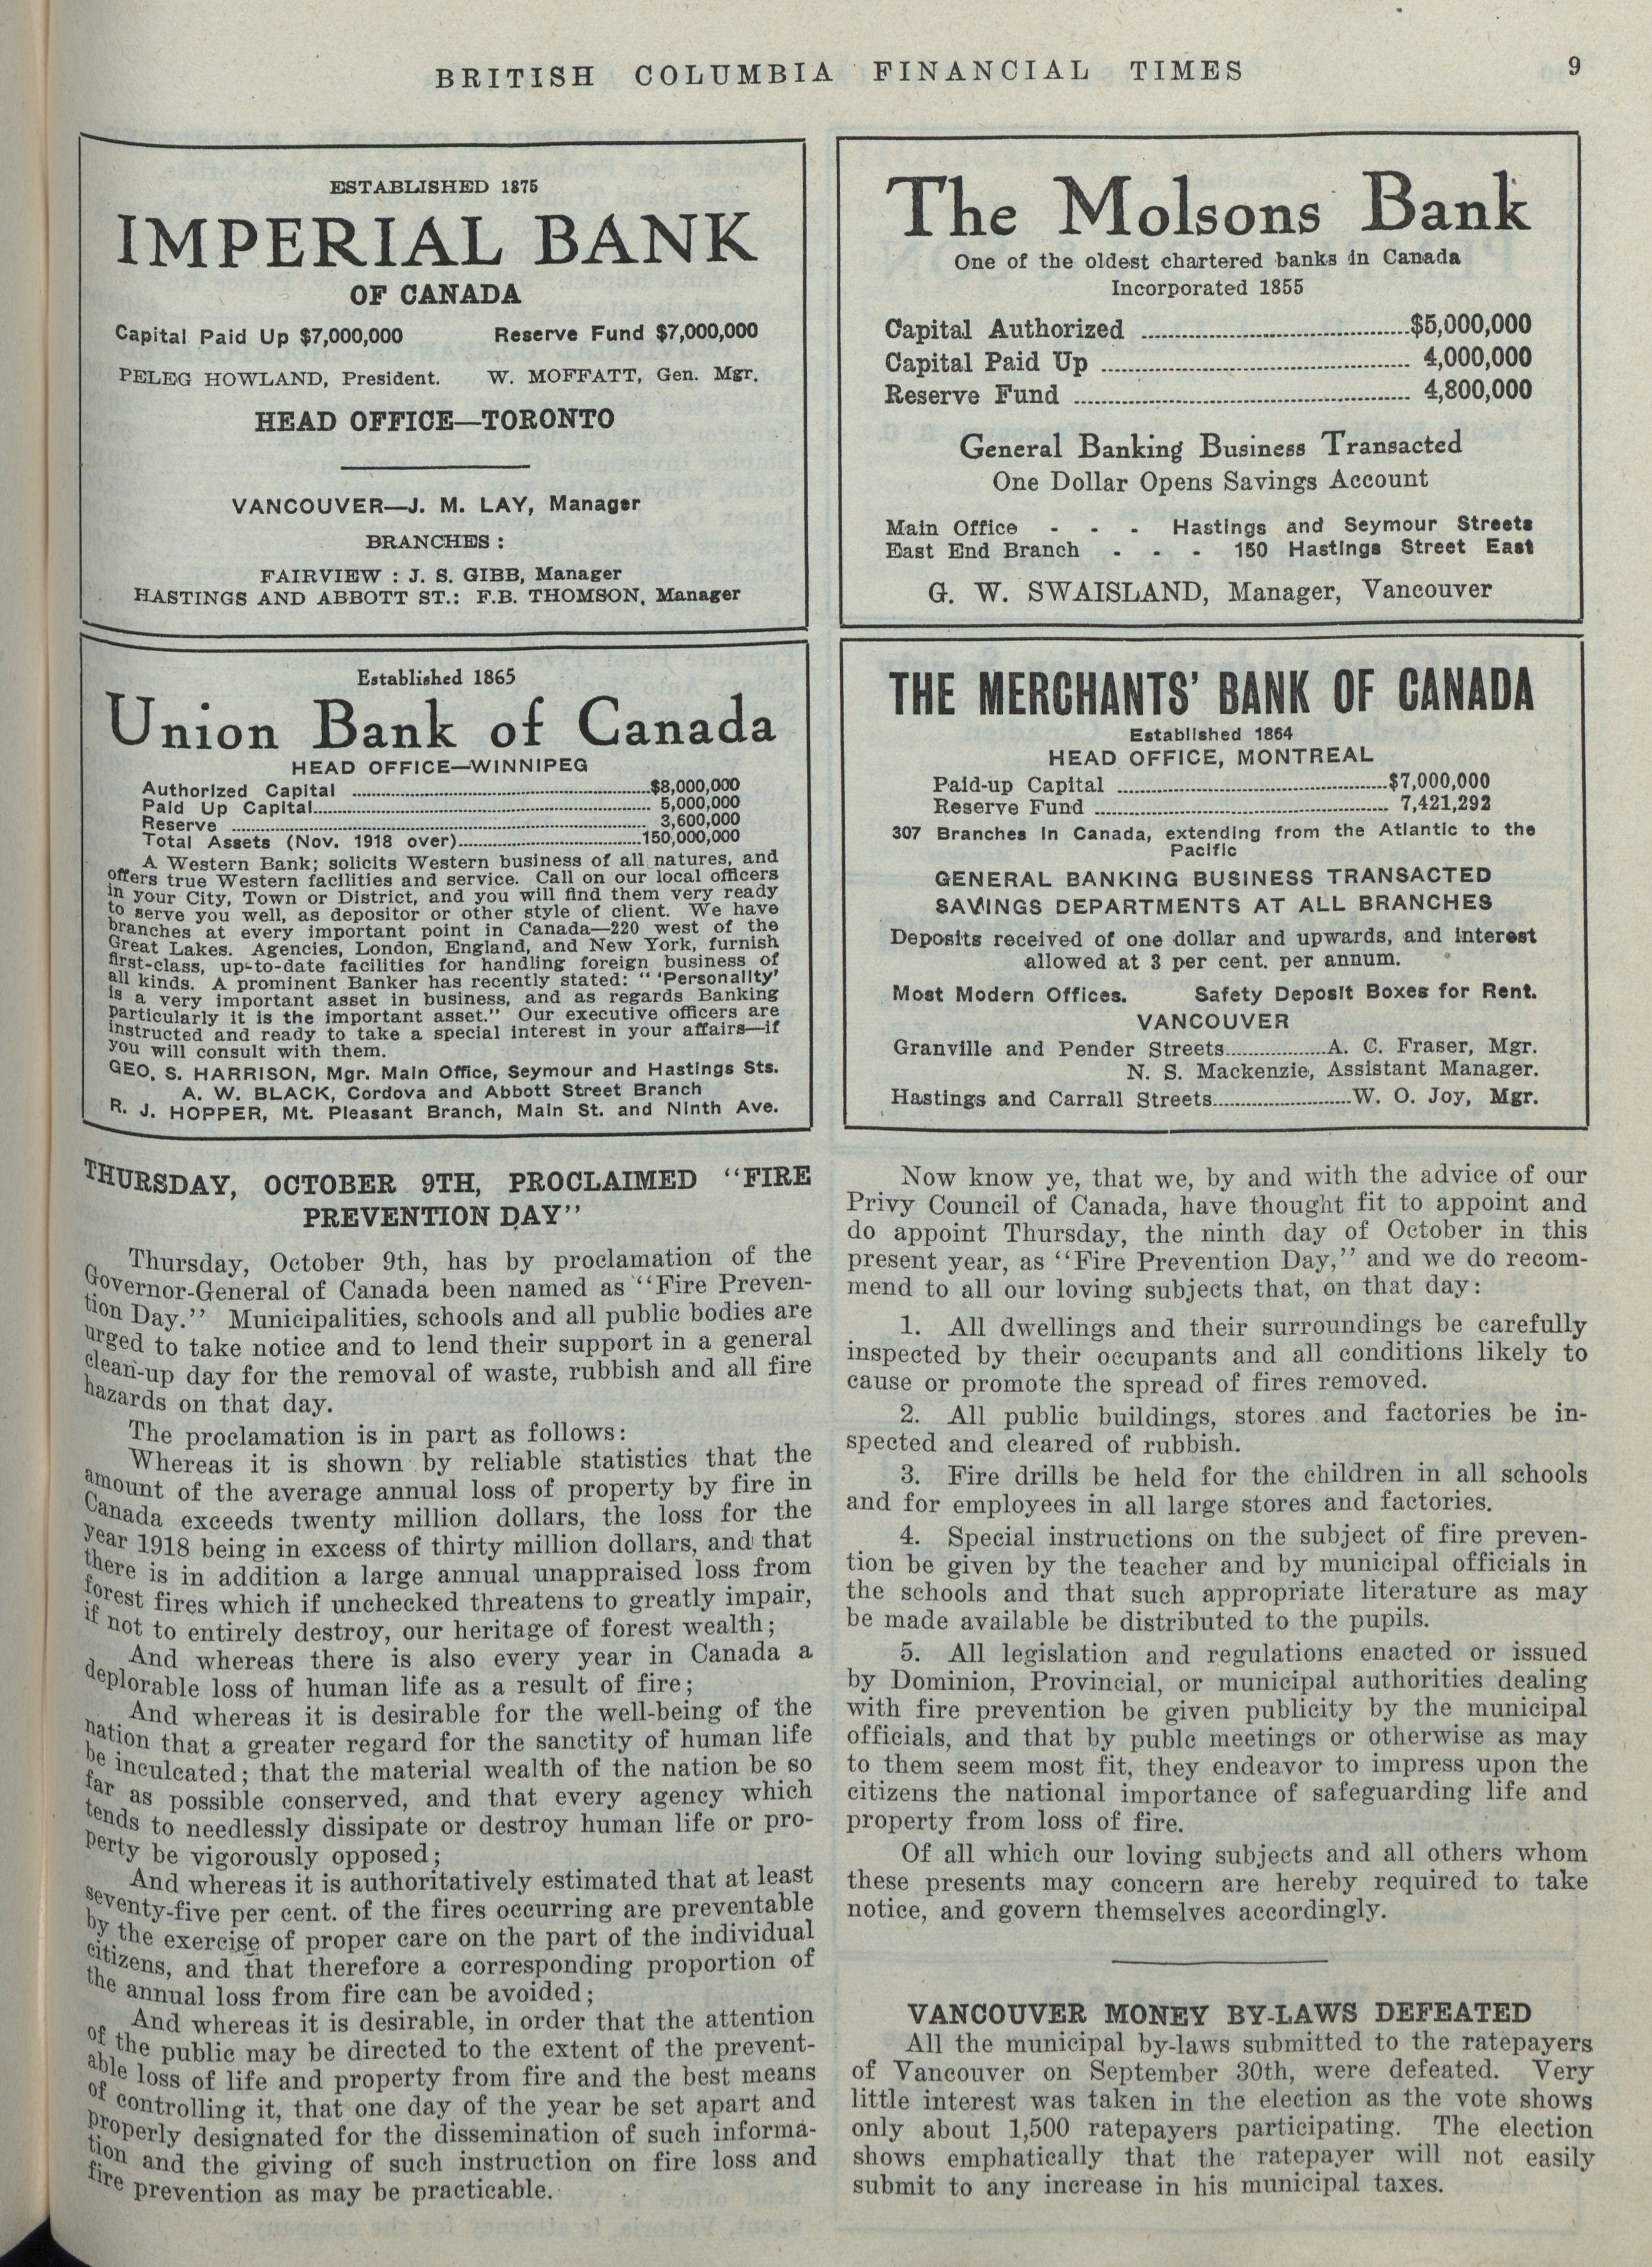 BRITISH COLUMBIA FINANCIAL TIMES 9
ESTABLISHED 1875
IMPERIAL BANK
OF CANADA
Capital Paid Up $7,000,000 Reserve Fund $7,000,000
PELEG HOWLAND, President. W. MOFFATT, Gen. Mgr.
HEAD OFFICE—TORONTO
VANCOUVER—J. M. LAY, Manager
BRANCHES :
FAIRVIEW : J. S. GIBB, Manager
HASTINGS AND ABBOTT ST.: F.B. THOMSON, Manager
The Molsons Bank
One of the oldest chartered banks in Canada
Incorporated 1855
Capital Authorized ........ $5,000,000
Capital Paid Up ........ 4,000,000
Reserve Fund ........ 4,800,000
General Banking Business Transacted
One Dollar Opens Savings Account
Main Office - - - Hastings and Seymour Streets
East End Branch - - - 150 Hastings Street East
G. W. SWAISLAND, Manager, Vancouver
Established 1865
Union Bank of Canada
HEAD OFFICE—WINNIPEG
Authorized Capital ........ $8,000,000
Paid Up Capital ........ 5,000,000
Reserve ........ 3,600,000
Total Assets (Nov. 1918 over) ........ 150,000,000
A Western Bank; solicits Western business of all natures, and
offers true Western facilities and service. Call on our local officers
in your City, Town or District, and you will find them very ready
to serve you well, as depositor or other style of client. We have
branches at every important point in Canada—220 west of the
Great Lakes. Agencies, London, England, and New York, furnish
first-class, up-to-date facilities for handling foreign business of
all kinds. A prominent Banker has recently stated: " 'Personality'
is a very important asset in business, and as regards Banking
particularly it is the important asset." Our executive officers are
instructed and ready to take a special interest in your affairs—if
you will consult with them.
GEO. S. HARRISON, Mgr. Main Office, Seymour and Hastings Sts.
A. W. BLACK, Cordova and Abbott Street Branch
R. J. HOPPER, Mt. Pleasant Branch, Main St. and Ninth Ave.
THE MERCHANTS' BANK OF CANADA
Established 1864
HEAD OFFICE, MONTREAL
Paid-up Capital ........ $7,000,000
Reserve Fund ........ 7,421,292
307 Branches in Canada, extending from the Atlantic to the
Pacific
GENERAL BANKING BUSINESS TRANSACTED
SAVINGS DEPARTMENTS AT ALL BRANCHES
Deposits received of one dollar and upwards, and interest
allowed at 3 per cent. per annum.
Most Modern Offices. Safety Deposit Boxes for Rent.
VANCOUVER
Granville and Pender Streets ........ A. C. Fraser, Mgr.
N. S. Mackenzie, Assistant Manager.
Hastings and Carrall Streets ........ W. O. Joy, Mgr.
THURSDAY, OCTOBER 9TH, PROCLAIMED "FIRE
PREVENTION DAY"
Thursday, October 9th, has by proclamation of the
Governor-General of Canada been named as "Fire Preven-
tion Day." Municipalities, schools and all public bodies are
urged to take notice and to lend their support in a general
clean-up day for the removal of waste, rubbish and all fire
hazards on that day.
The proclamation is in part as follows:
Whereas it is shown by reliable statistics that the
amount of the average annual loss of property by fire in
Canada exceeds twenty million dollars, the loss for the
year 1918 being in excess of thirty million dollars, and that
there is in addition a large annual unappraised loss from
forest fires which if unchecked threatens to greatly impair,
if not to entirely destroy, our heritage of forest wealth;
And whereas there is also every year in Canada a
deplorable loss of human life as a result of fire;
And whereas it is desirable for the well-being of the
nation that a greater regard for the sanctity of human life
be inculcated; that the material wealth of the nation be so
far as possible conserved, and that every agency which
tends to needlessly dissipate or destroy human life or pro-
perty be vigorously opposed;
And whereas it is authoritatively estimated that at least
seventy-five per cent. of the fires occurring are preventable
by the exercise of proper care on the part of the individual
citizens, and that therefore a corresponding proportion of
the annual loss from fire can be avoided;
And whereas it is desirable, in order that the attention
of the public may be directed to the extent of the prevent-
able loss of life and property from fire and the best means
of controlling it, that one day of the year be set apart and
properly designated for the dissemination of such informa-
tion and the giving of such instruction on fire loss and
fire prevention as may be practicable.
Now know ye, that we, by and with the advice of our
Privy Council of Canada, have thought fit to appoint and
do appoint Thursday, the ninth day of October in this
present year, as "Fire Prevention Day," and we do recom-
mend to all our loving subjects that, on that day:
1. All dwellings and their surroundings be carefully
inspected by their occupants and all conditions likely to
cause or promote the spread of fires removed.
2. All public buildings, stores and factories be in-
spected and cleared of rubbish.
3. Fire drills be held for the children in all schools
and for employees in all large stores and factories.
4. Special instructions on the subject of fire preven-
tion be given by the teacher and by municipal officials in
the schools and that such appropriate literature as may
be made available be distributed to the pupils.
5. All legislation and regulations enacted or issued
by Dominion, Provincial, or municipal authorities dealing
with fire prevention be given publicity by the municipal
officials, and that by publc meetings or otherwise as may
to them seem most fit, they endeavor to impress upon the
citizens the national importance of safeguarding life and
property from loss of fire.
Of all which our loving subjects and all others whom
these presents may concern are hereby required to take
notice, and govern themselves accordingly.
VANCOUVER MONEY BY-LAWS DEFEATED
All the municipal by-laws submitted to the ratepayers
of Vancouver on September 30th, were defeated. Very
little interest was taken in the election as the vote shows
only about 1,500 ratepayers participating. The election
shows emphatically that the ratepayer will not easily
submit to any increase in his municipal taxes.